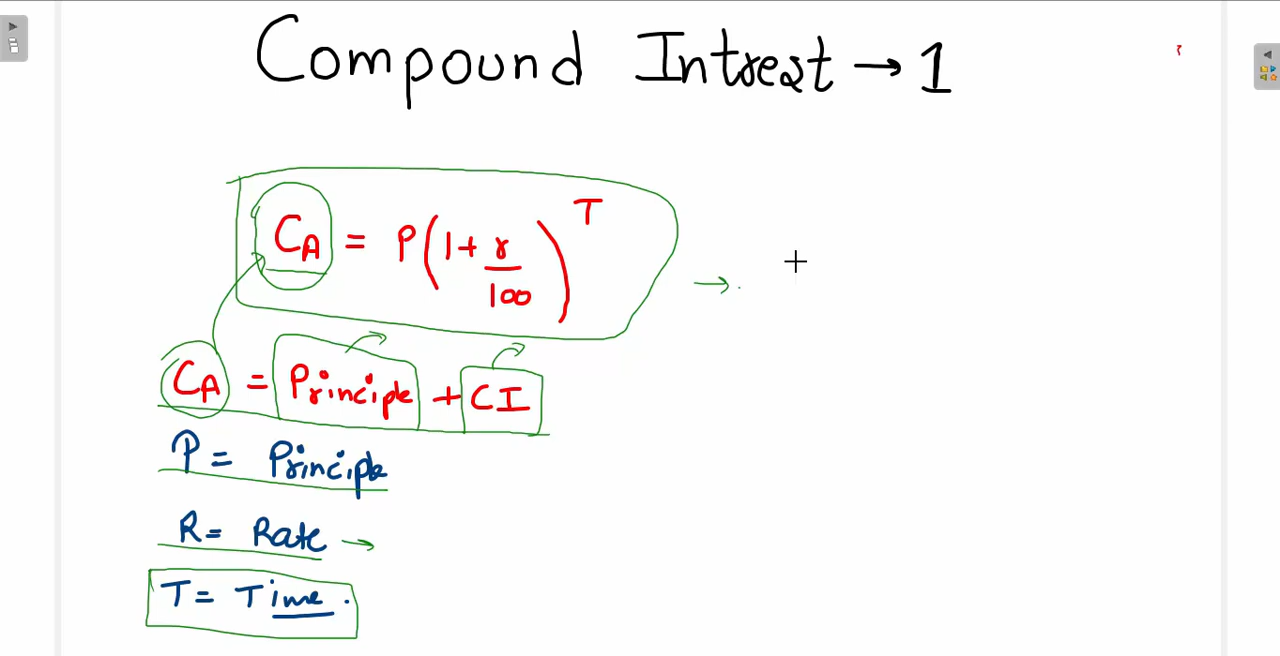 Compound Intrest → 1
CA = P(1 + r/100)^T →
CA = Principle + CI
P = Principle
R = Rate →
T = Time.